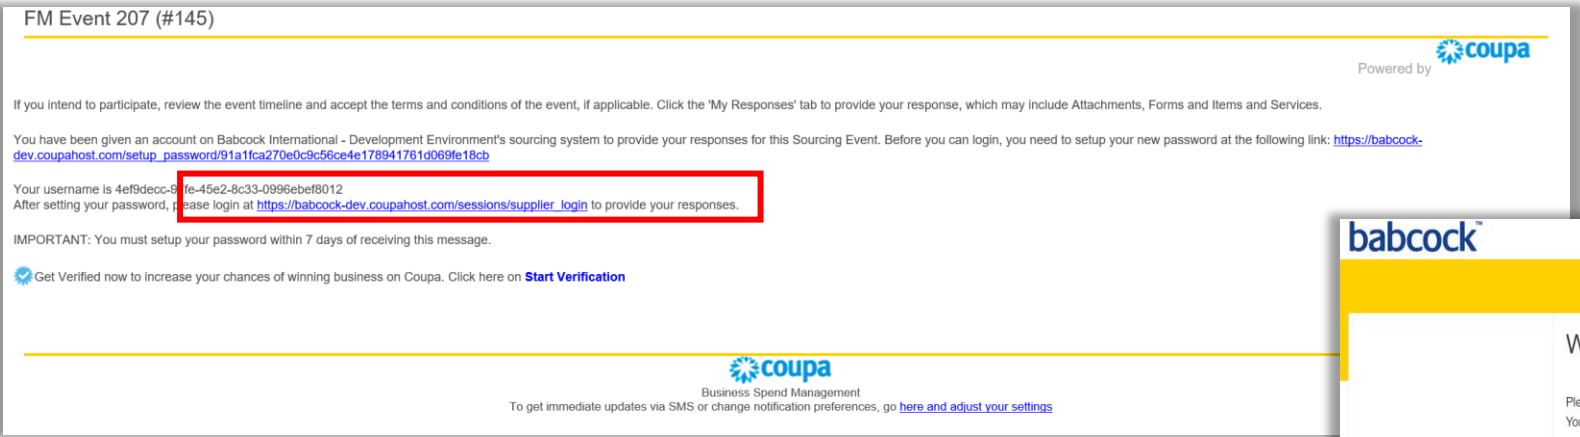 FM Event 207 (#145)
Powered by coupa
If you intend to participate, review the event timeline and accept the terms and conditions of the event, if applicable. Click the 'My Responses' tab to provide your response, which may include Attachments, Forms and Items and Services.
You have been given an account on Babcock International - Development Environment's sourcing system to provide your responses for this Sourcing Event. Before you can login, you need to setup your new password at the following link: https://babcock-
dev.coupahost.com/setup_password/91a1fca270e0c9c56ce4e178941761d069fe18cb
Your username is 4ef9decc-9 fe-45e2-8c33-0996ebef8012
After setting your password, please login at https://babcock-dev.coupahost.com/sessions/supplier_login to provide your responses.
IMPORTANT: You must setup your password within 7 days of receiving this message.
babcock
Get Verified now to increase your chances of winning business on Coupa. Click here on Start Verification
coupa
Business Spend Management
To get immediate updates via SMS or change notification preferences, go here and adjust your settings